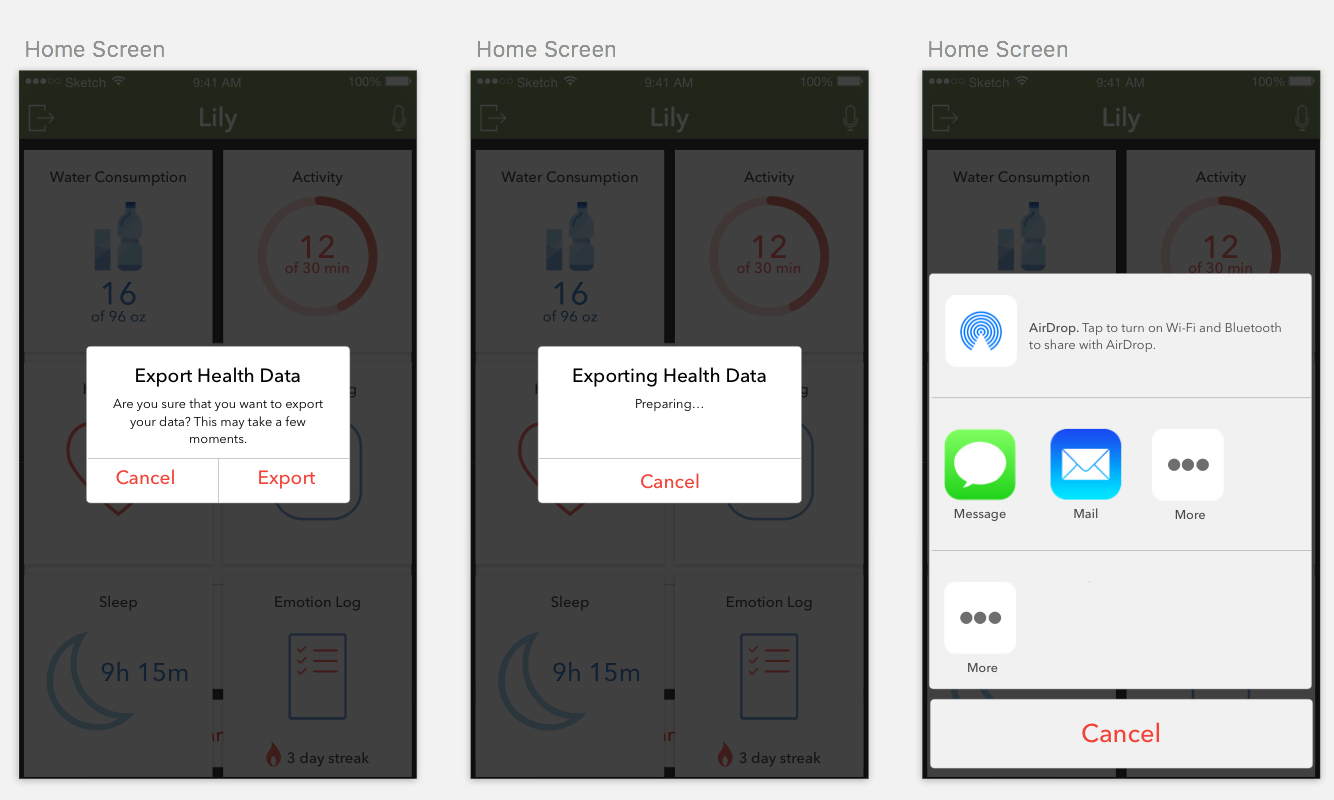 Home Screen
Sketch 9:41 AM 100%
Lily
Water Consumption
Activity
12
of 30 min
16
of 96 oz
Export Health Data
Are you sure that you want to export
your data? This may take a few
moments.
Cancel
Export
Sleep
Emotion Log
9h 15m
3 day streak
Home Screen
Sketch 9:41 AM 100%
Lily
Water Consumption
Activity
12
of 30 min
16
of 96 oz
Exporting Health Data
Preparing...
Cancel
Sleep
Emotion Log
9h 15m
3 day streak
Home Screen
Sketch 9:41 AM 100%
Lily
Water Consumption
Activity
12
of 30 min
AirDrop. Tap to turn on Wi-Fi and Bluetooth
to share with AirDrop.
Message
Mail
More
More
Cancel